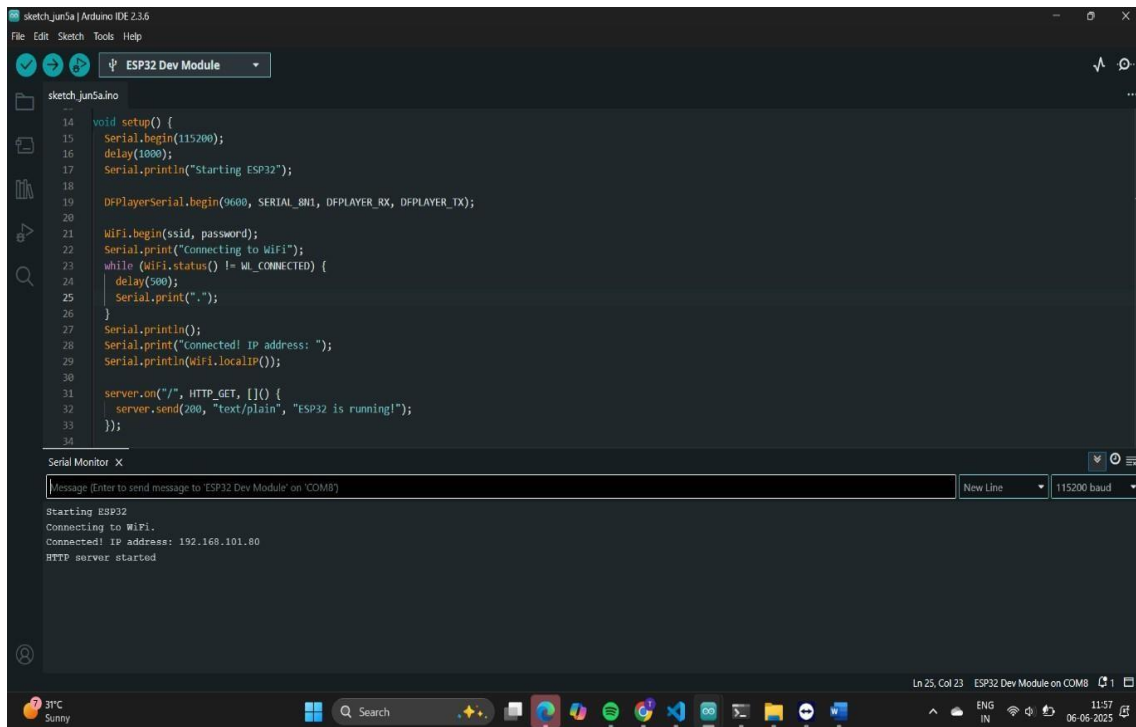 sketch_jun5a | Arduino IDE 2.3.6
File Edit Sketch Tools Help
ESP32 Dev Module
sketch_jun5a.ino
14 void setup() {
15 Serial.begin(115200);
16 delay(1000);
17 Serial.println("Starting ESP32");
18
19 DFPlayerSerial.begin(9600, SERIAL_8N1, DFPLAYER_RX, DFPLAYER_TX);
20
21 WiFi.begin(ssid, password);
22 Serial.print("Connecting to WiFi");
23 while (WiFi.status() != WL_CONNECTED) {
24 delay(500);
25 Serial.print(".");
26 }
27 Serial.println();
28 Serial.print("Connected! IP address: ");
29 Serial.println(WiFi.localIP());
30
31 server.on("/", HTTP_GET, []() {
32 server.send(200, "text/plain", "ESP32 is running!");
33 });
34
Serial Monitor X
Message (Enter to send message to 'ESP32 Dev Module' on 'COM8')
New Line
115200 baud
Starting ESP32
Connecting to WiFi.
Connected! IP address: 192.168.101.80
HTTP server started
Ln 25, Col 23 ESP32 Dev Module on COM8 1
7
31°C
Sunny
Search
ENG
IN
11:57
06-06-2025